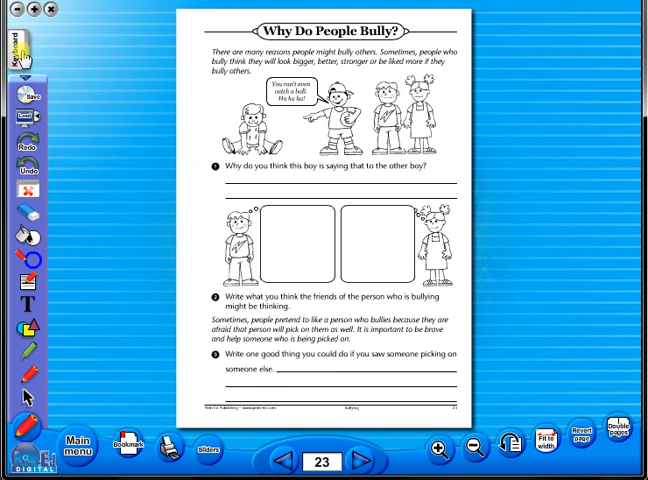 Keyboard
Save
Load
Redo
Undo
T
Why Do People Bully?
There are many reasons people might bully others. Sometimes, people who
bully think they will look bigger, better, stronger or be liked more if they
bully others.
You can't even
catch a ball.
Ha ha ha!
1 Why do you think this boy is saying that to the other boy?
2 Write what you think the friends of the person who is bullying
might be thinking.
Sometimes, people pretend to like a person who bullies because they are
afraid that person will pick on them as well. It is important to be brave
and help someone who is being picked on.
3 Write one good thing you could do if you saw someone picking on
someone else.
Bullying
Main
menu
Bookmark
Sliders
23
Fit to
width
Revert
page
Double
pages
DIGITAL